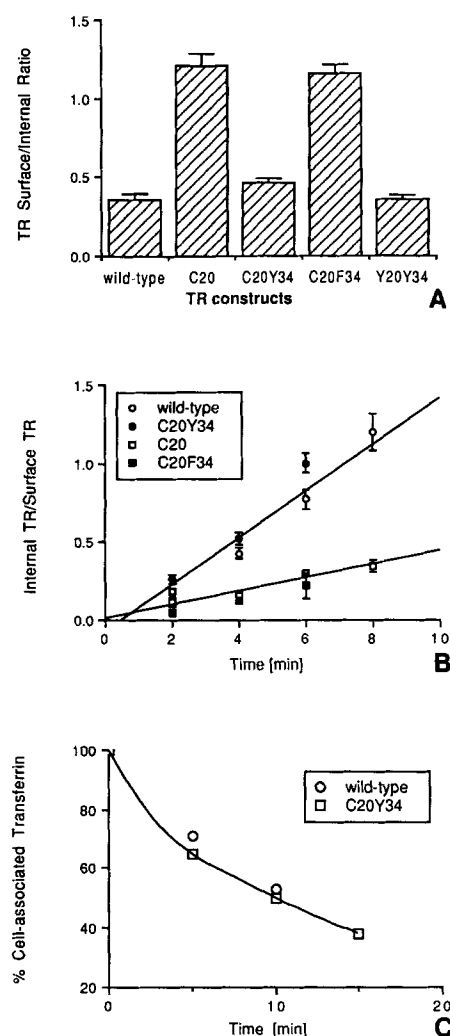 TR Surface/Internal Ratio
1.5
1.0
0.5
0.0
wild-type C20 C20Y34 C20F34 Y20Y34
TR constructs
A
Internal TR/Surface TR
1.5
1.0
0.5
0.0
wild-type
C20Y34
C20
C20F34
0 2 4 6 8 10
Time [min]
B
% Cell-associated Transferrin
100
80
60
40
20
wild-type
C20Y34
0 10 20
Time [min]
C